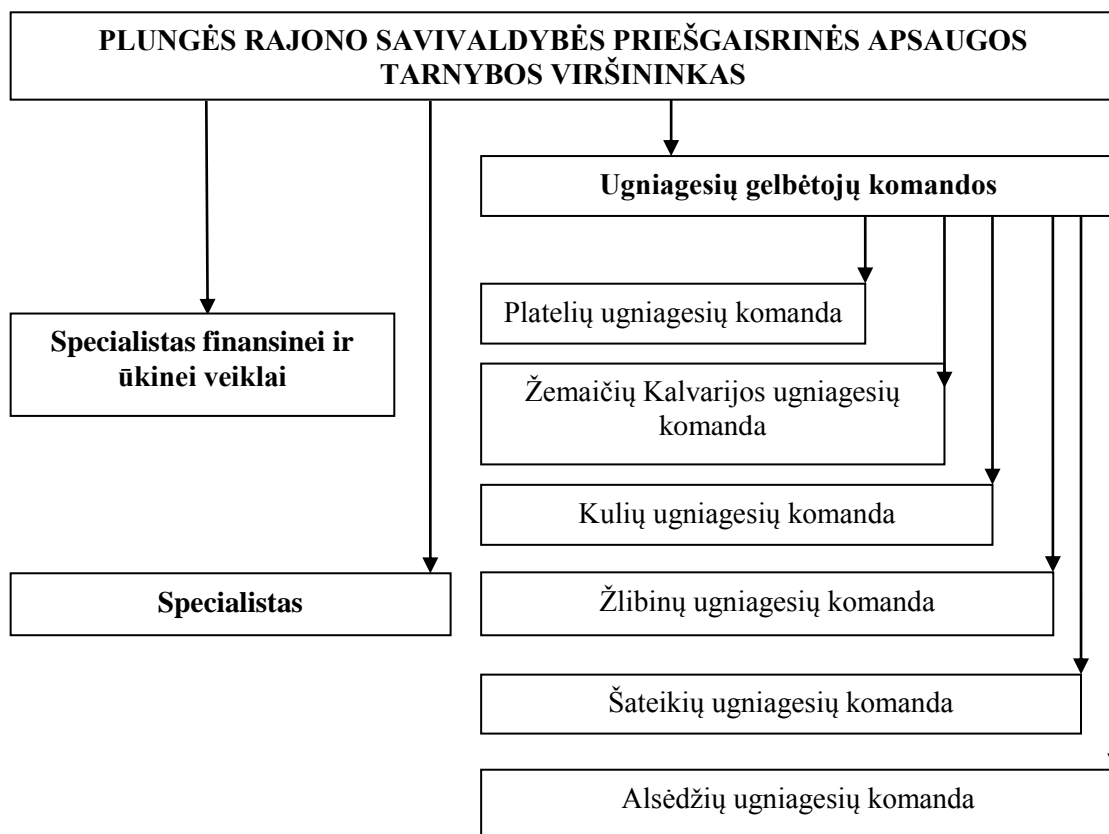 PLUNGĖS RAJONO SAVIVALDYBĖS PRIEŠGAISRINĖS APSAUGOS
TARNYBOS VIRŠININKAS
Ugniagesių gelbėtojų komandos
Platelių ugniagesių komanda
Specialistas finansinei ir
ūkinei veiklai
Žemaičių Kalvarijos ugniagesių
komanda
Kulių ugniagesių komanda
Specialistas
Žlibinų ugniagesių komanda
Šateikių ugniagesių komanda
Alsėdžių ugniagesių komanda